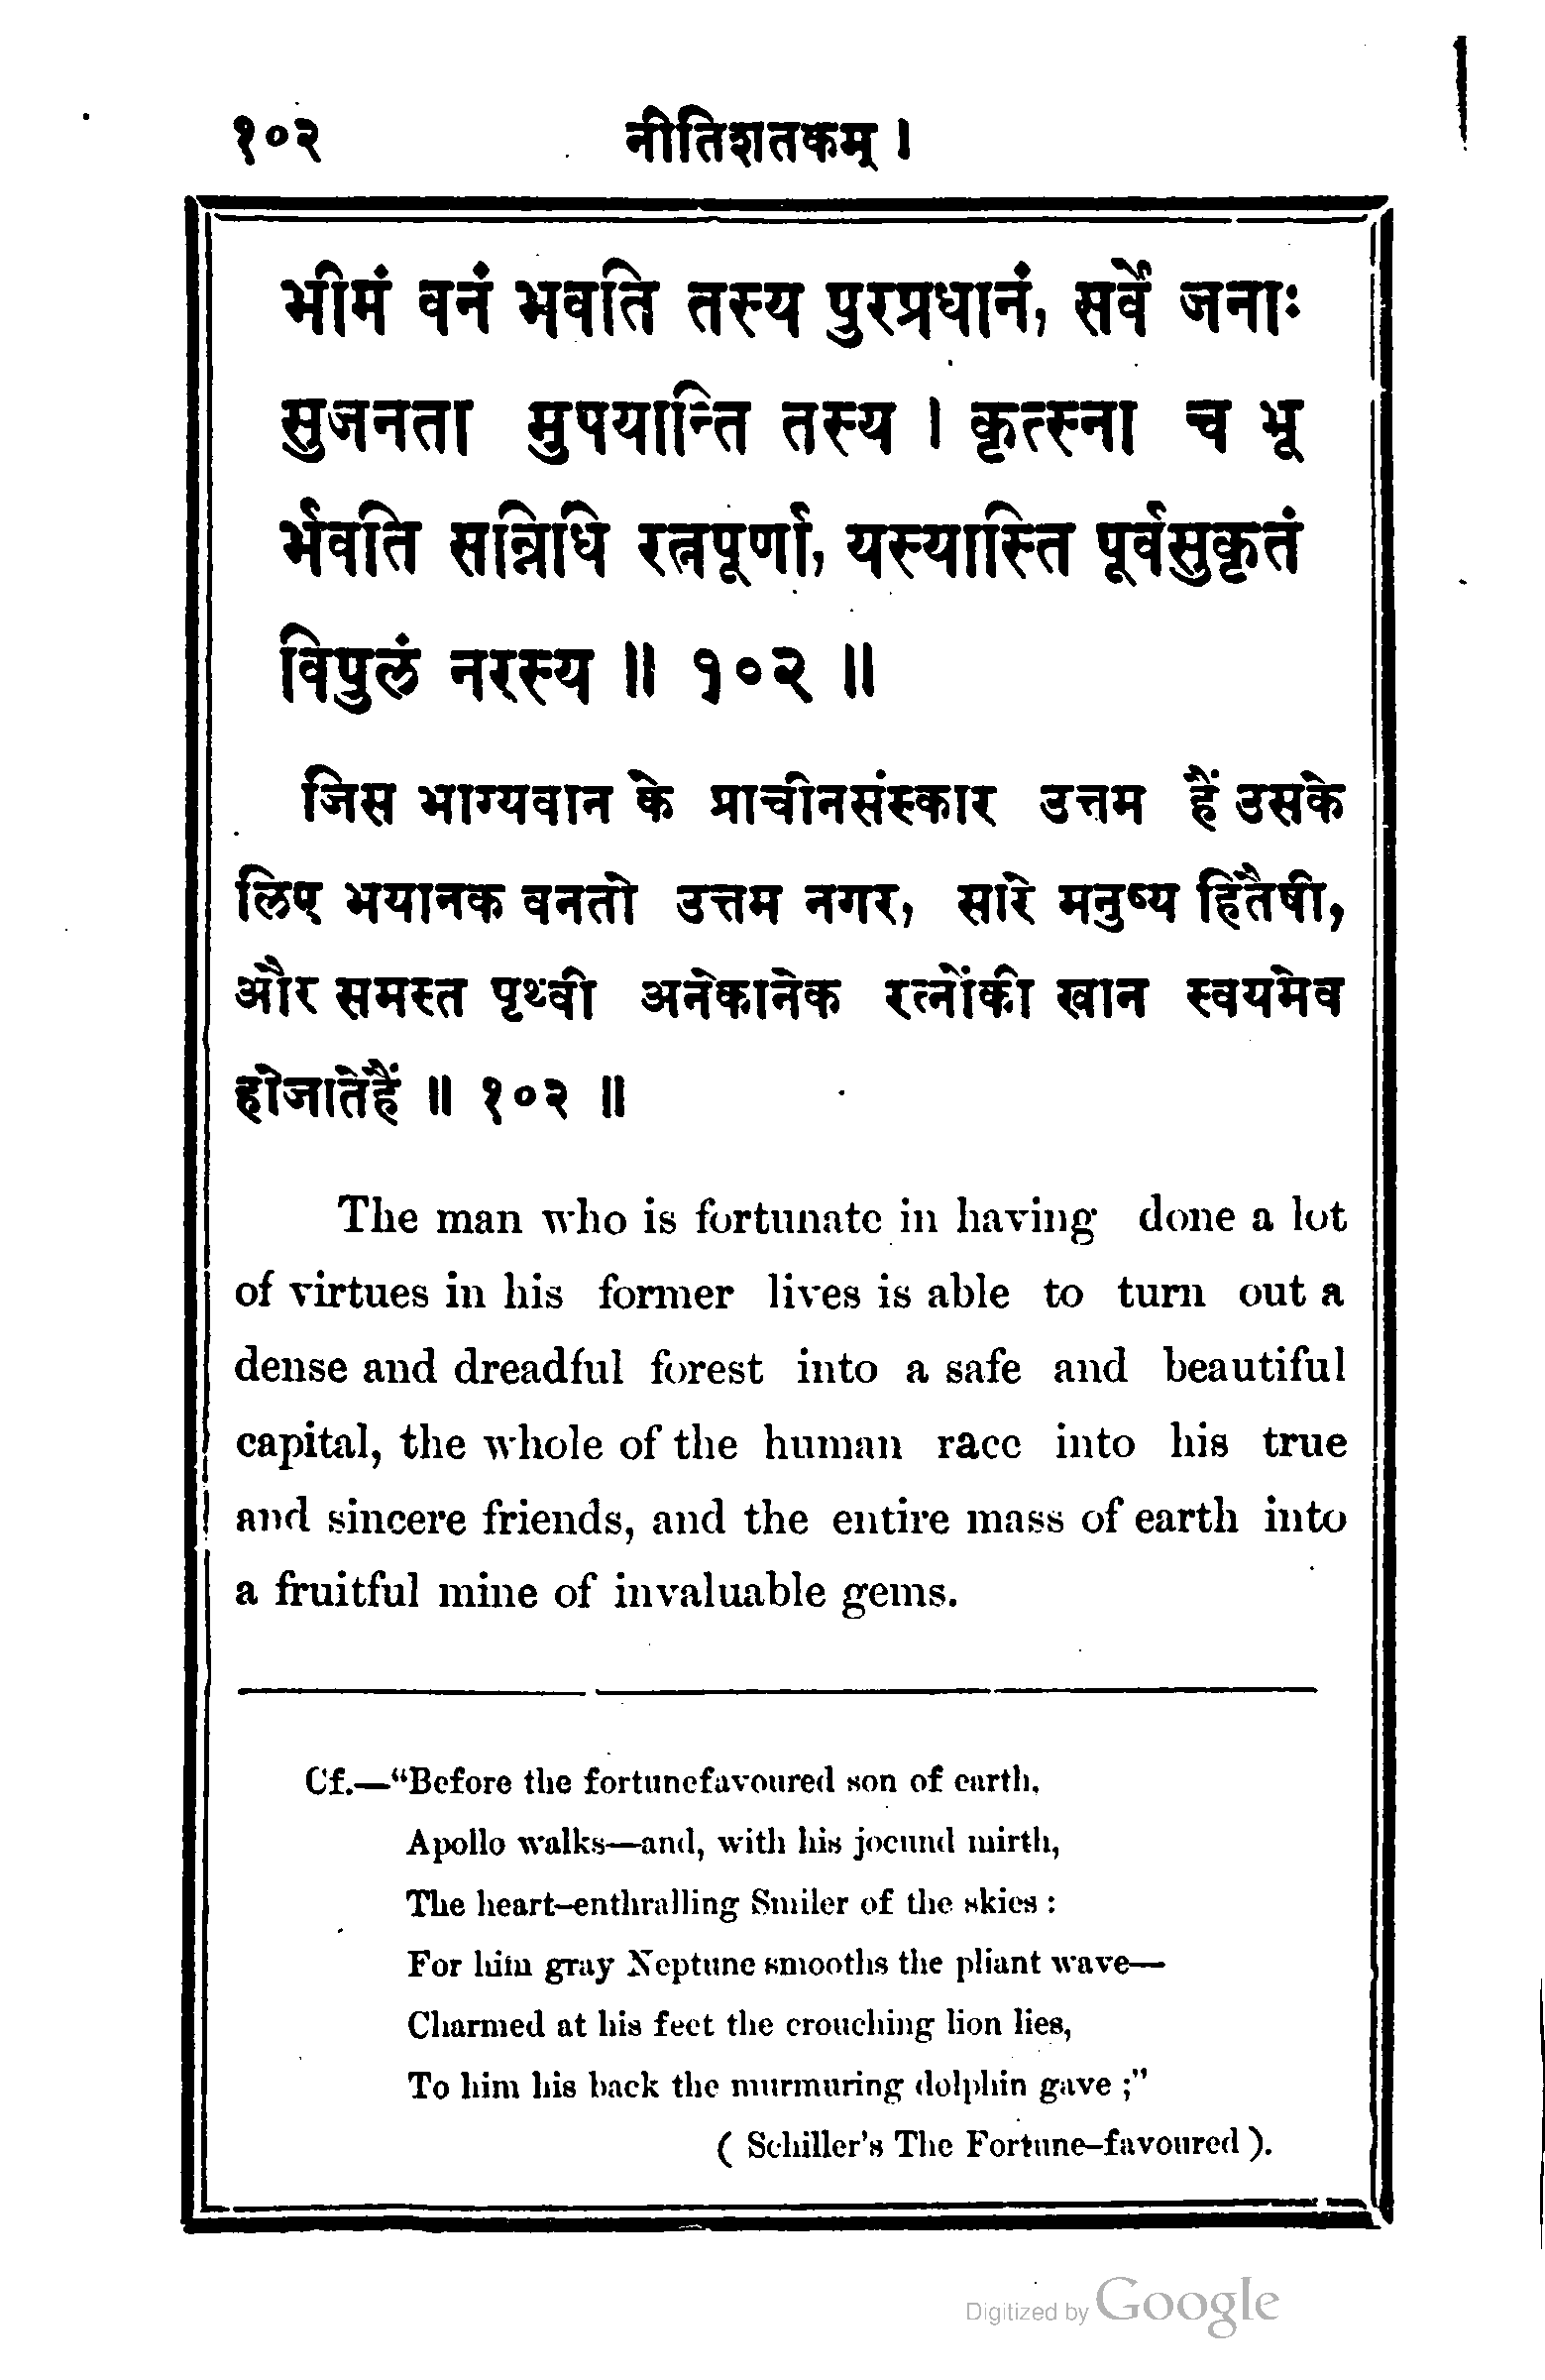 १०२ नीतिशतकम् ।
भीमं वनं भवति तस्य पुरप्रधानं, सर्वे जनाः
सुजनता मुपयान्ति तस्य । कृत्स्ना च भू
र्भवति सन्निधि रत्नपूर्णा, यस्यास्ति पूर्वसुकृतं
विपुलं नरस्य ॥ १०२ ॥
जिस भाग्यवान के प्राचीनसंस्कार उत्तम हैं उसके
लिए भयानक वनतो उत्तम नगर, सारे मनुष्य हितैषी,
और समस्त पृथ्वी अनेकानेक रत्नोंकी खान स्वयमेव
होजातेहैं ॥ १०२ ॥
The man who is fortunate in having done a lot
of virtues in his former lives is able to turn out a
dense and dreadful forest into a safe and beautiful
capital, the whole of the human race into his true
and sincere friends, and the entire mass of earth into
a fruitful mine of invaluable gems.
Cf.—“Before the fortunefavoured son of earth,
Apollo walks—and, with his jocund mirth,
The heart-enthralling Smiler of the skies :
For him gray Neptune smooths the pliant wave—
Charmed at his feet the crouching lion lies,
To him his back the murmuring dolphin gave ;”
( Schiller's The Fortune-favoured ).
Digitized by Google